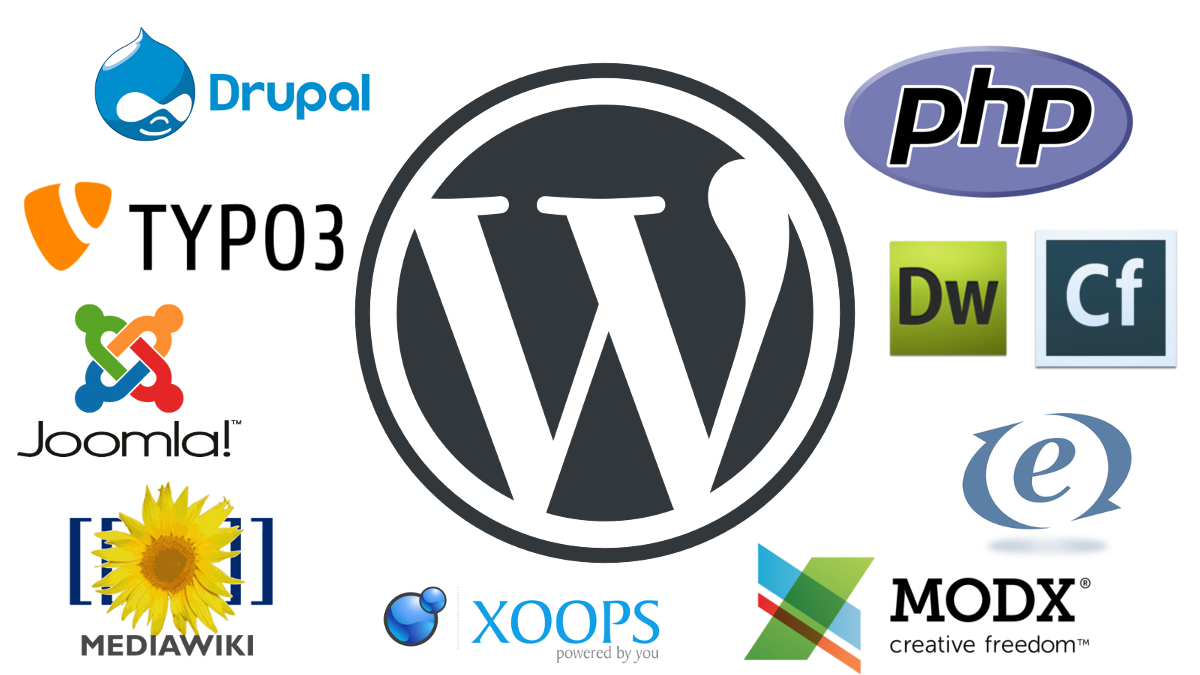 Drupal
php
TYPO3
W
Dw
Cf
Joomla!™
e
[[ ]]
MEDIAWIKI
XOOPS
powered by you
MODX®
creative freedom™